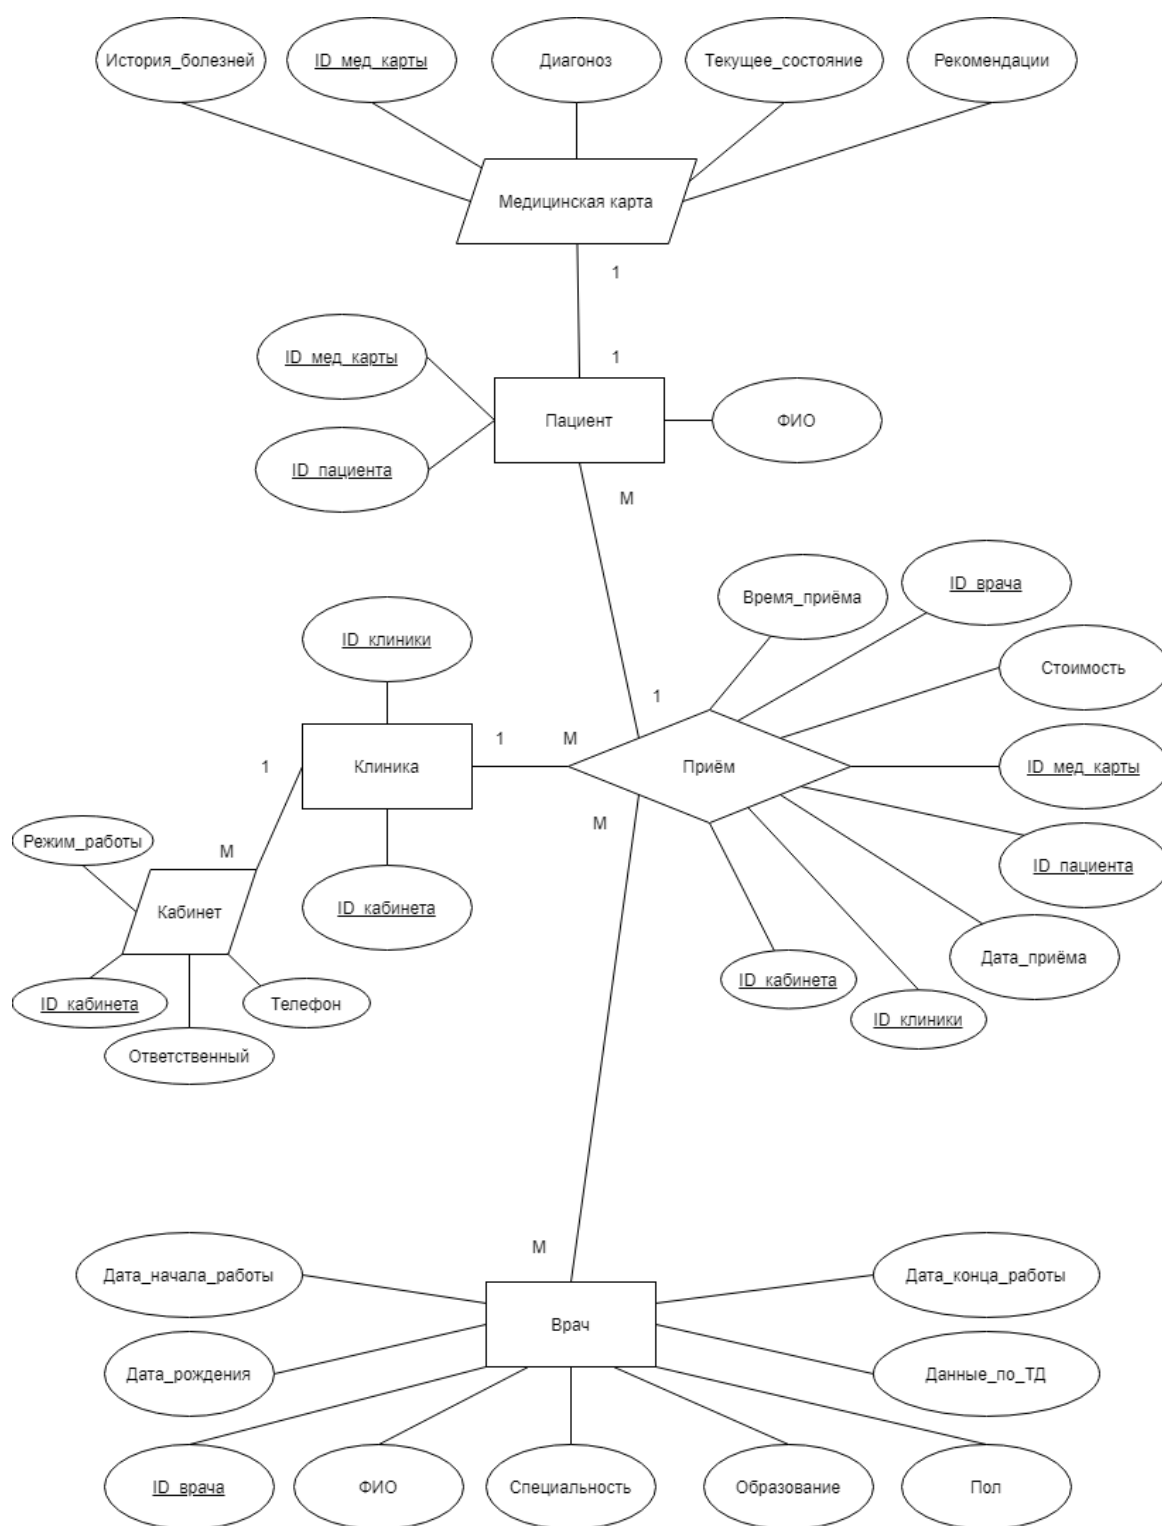 История_болезней
ID_мед_карты
Диагоноз
Текущее_состояние
Рекомендации
Медицинская карта
1
1
ID_мед_карты
Пациент
ФИО
ID_пациента
М
Время_приёма
ID_врача
ID_клиники
Стоимость
1
1
М
Клиника
Приём
ID_мед_карты
1
М
Режим_работы
М
ID_пациента
Кабинет
ID_кабинета
Дата_приёма
ID_кабинета
ID_кабинета
Телефон
ID_клиники
Ответственный
М
Дата_начала_работы
Дата_конца_работы
Врач
Дата_рождения
Данные_по_ТД
ID_врача
ФИО
Специальность
Образование
Пол